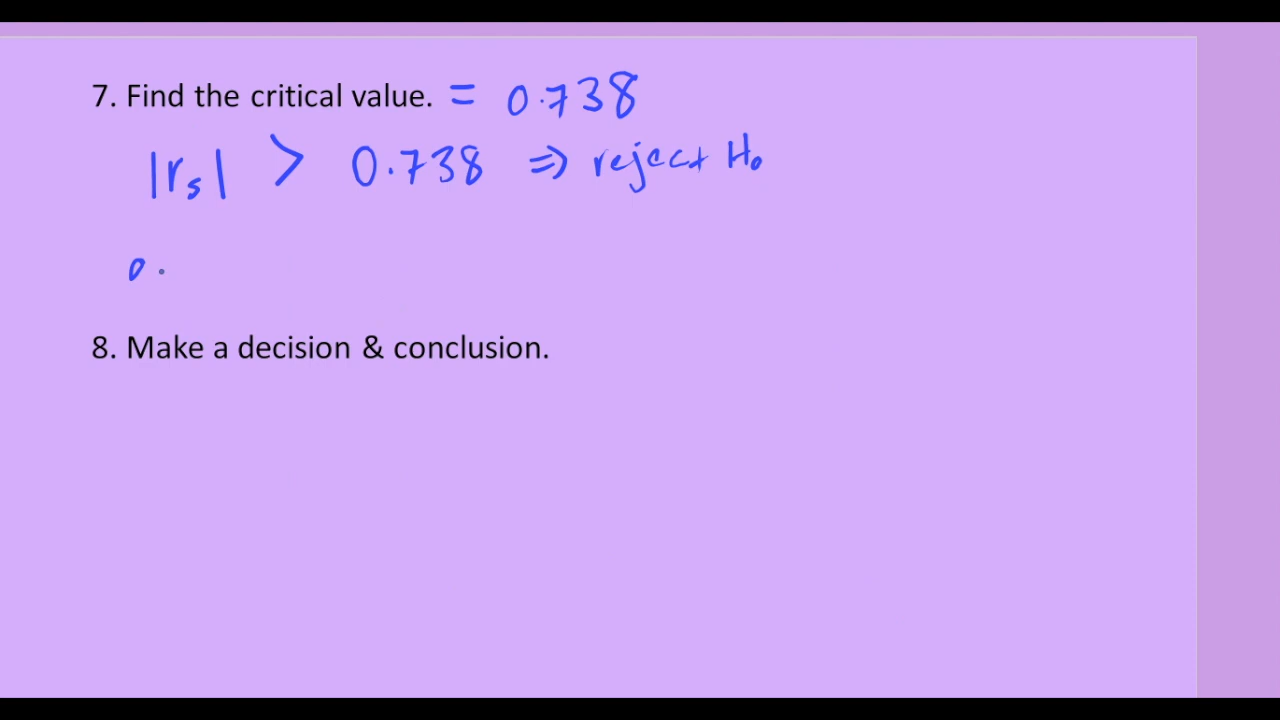 7. Find the critical value. = 0.738
|rs| > 0.738 ⇒ reject H₀
0.
8. Make a decision & conclusion.